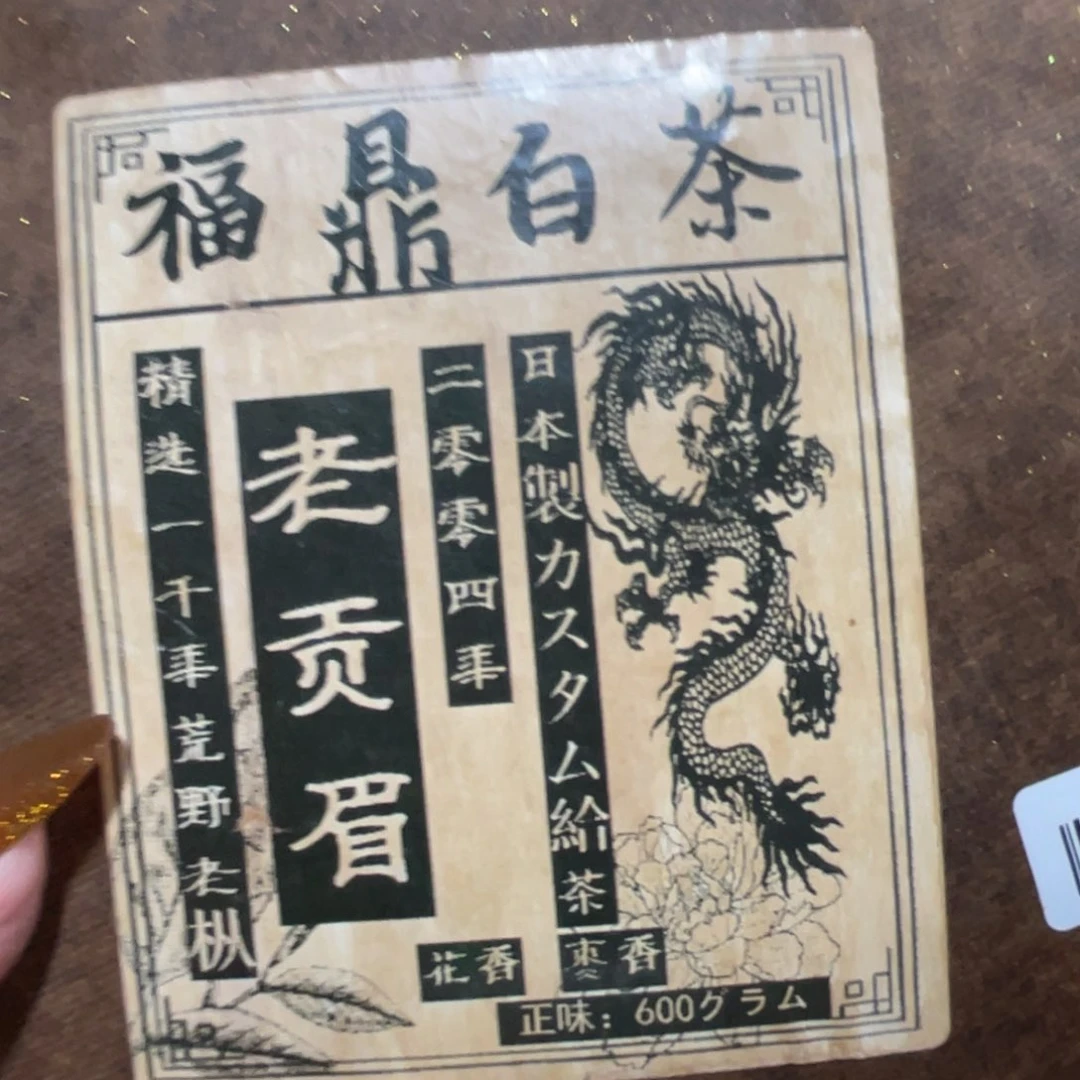 福鼎白茶
日本製カスタム給茶
二零零四年
老贡眉
精选一千年荒野老枞
花香
枣香
正味：600グラム